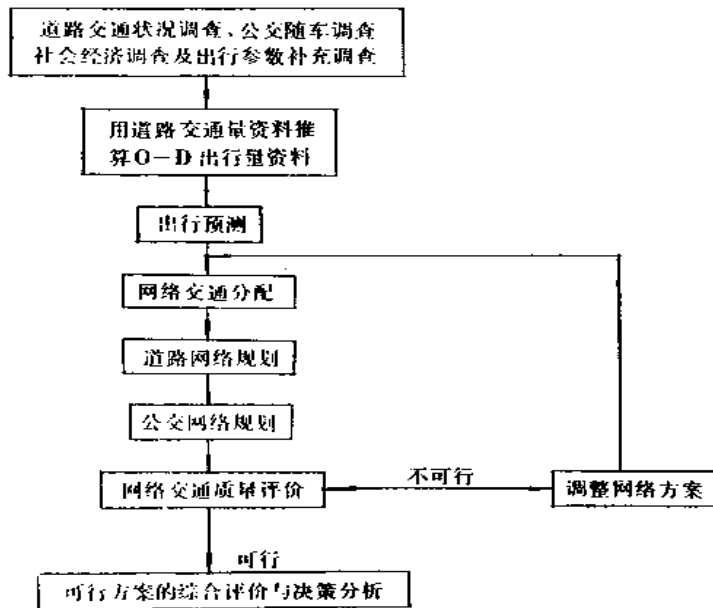 道路交通状况调查、公交随车调查
社会经济调查及出行参数补充调查
用道路交通量资料推
算O-D出行量资料
出行预测
网络交通分配
道路网络规划
公交网络规划
网络交通质量评价
不可行
调整网络方案
可行
可行方案的综合评价与决策分析